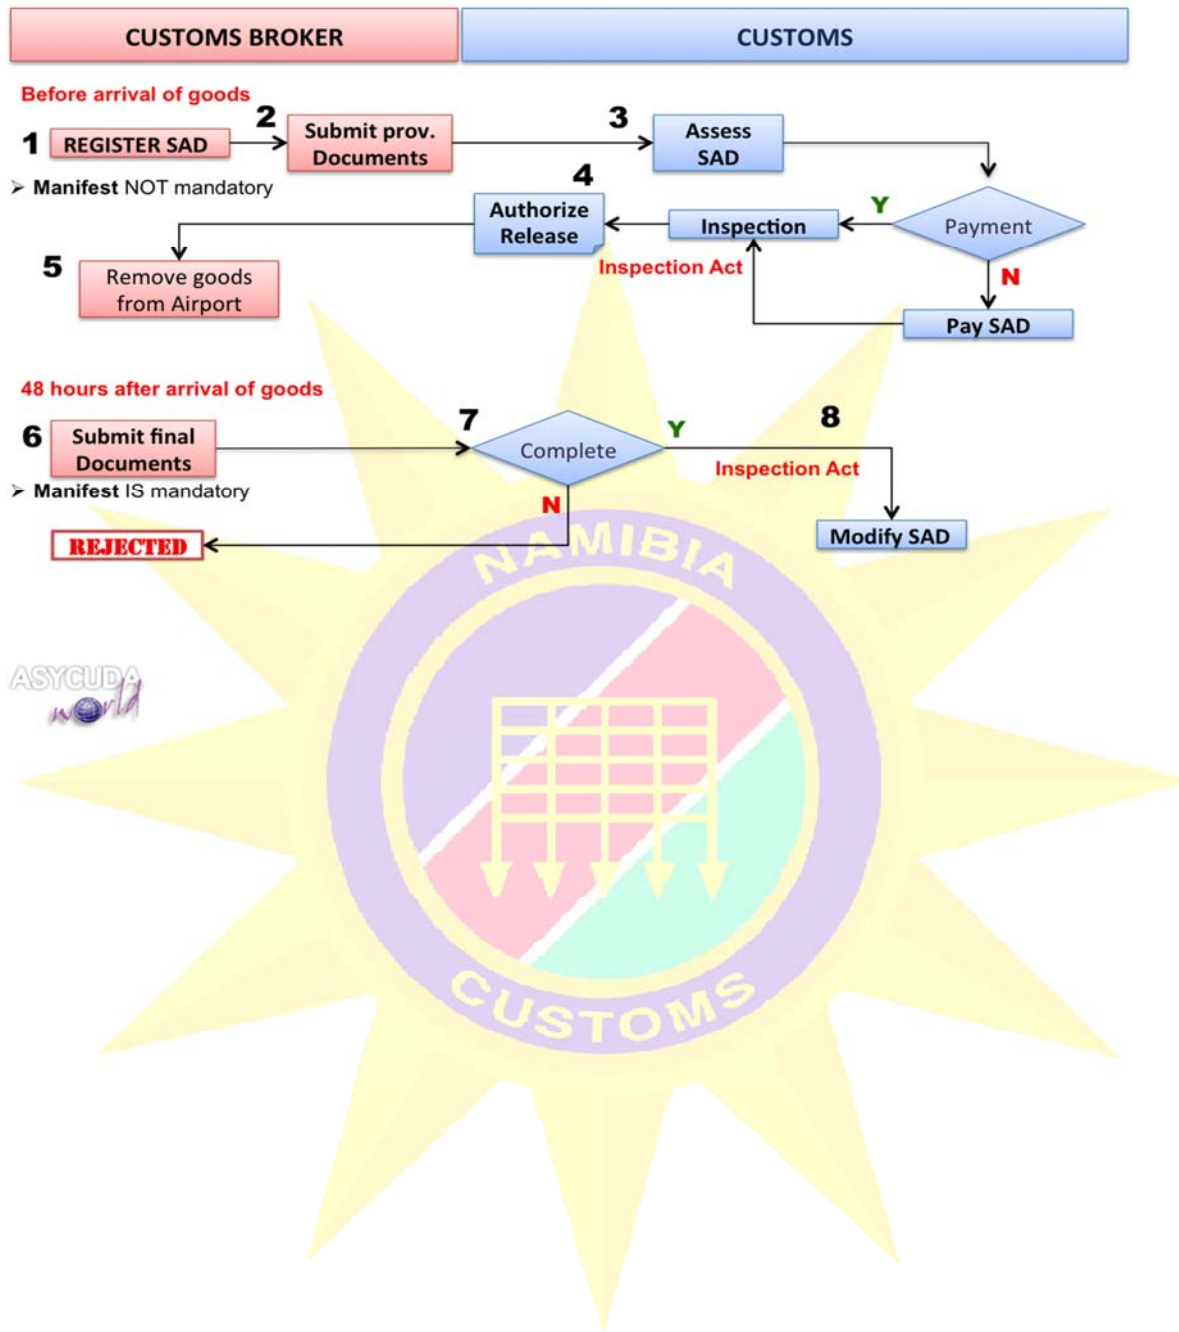 CUSTOMS BROKER
CUSTOMS
Before arrival of goods
1
REGISTER SAD
2
Submit prov.
Documents
3
Assess
SAD
➢ Manifest NOT mandatory
4
Authorize
Release
Inspection
Y
Payment
Inspection Act
N
5
Remove goods
from Airport
Pay SAD
48 hours after arrival of goods
6
Submit final
Documents
7
Complete
Y
8
Inspection Act
➢ Manifest IS mandatory
N
REJECTED
Modify SAD
NAMIBIA
ASYCUDA
world
CUSTOMS